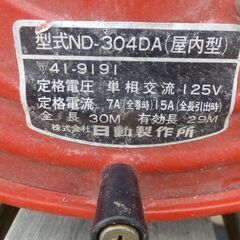 型式ND-304DA(屋内型)
〒41-9191
定格電圧 単相交流 125V
定格電流 7A(全巻時)15A(全長引出時)
全長 30M 有効長 29M
株式会社 日動製作所